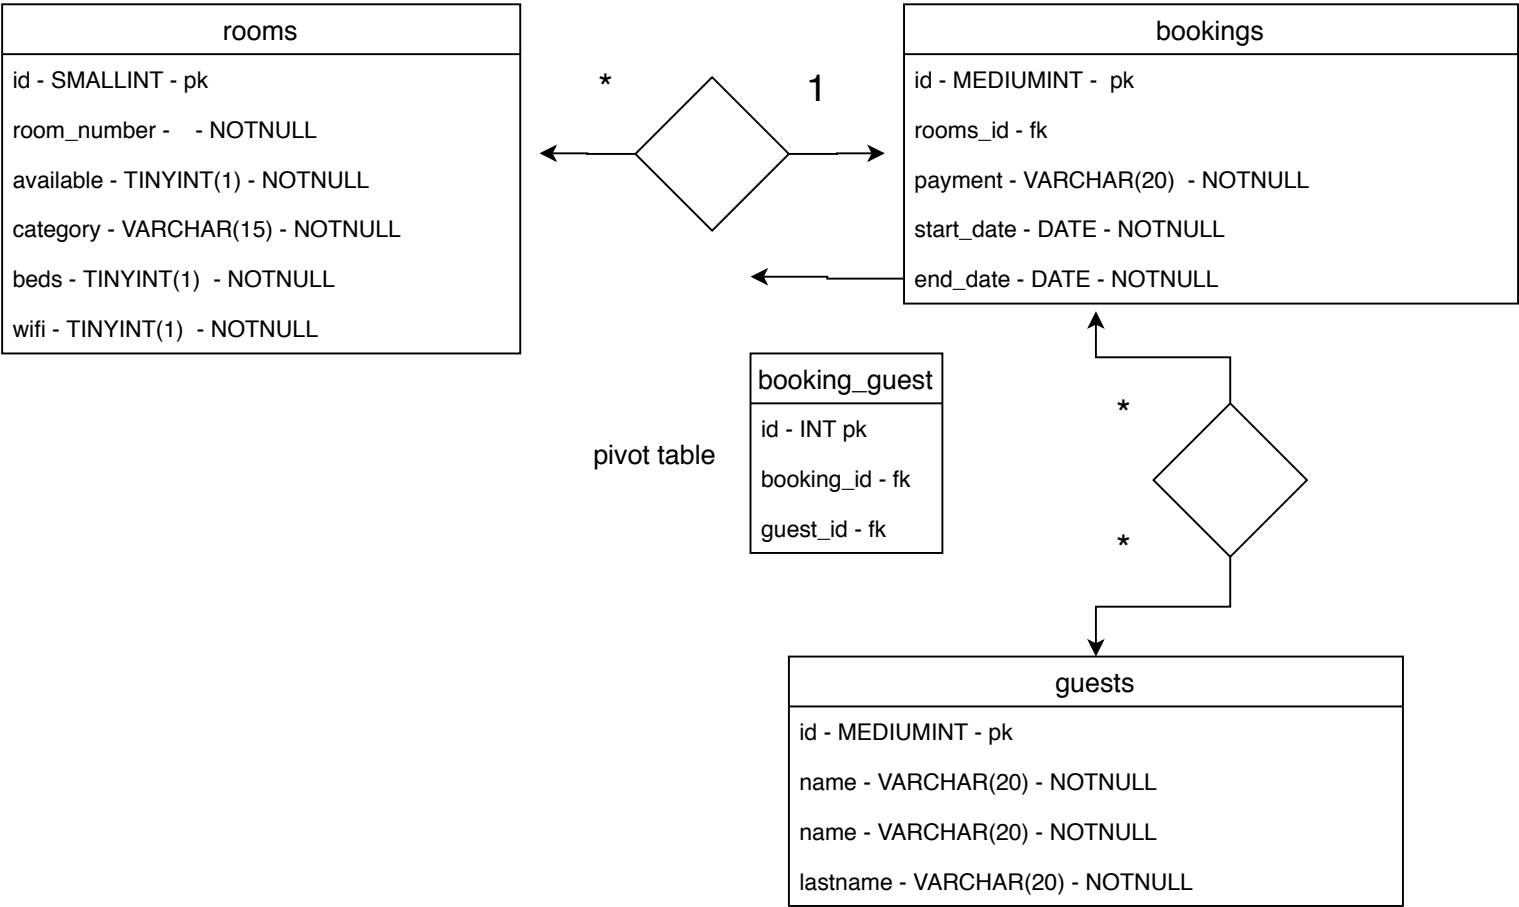 rooms
id - SMALLINT - pk
room_number - - NOTNULL
available - TINYINT(1) - NOTNULL
category - VARCHAR(15) - NOTNULL
beds - TINYINT(1) - NOTNULL
wifi - TINYINT(1) - NOTNULL
* 1
bookings
id - MEDIUMINT - pk
rooms_id - fk
payment - VARCHAR(20) - NOTNULL
start_date - DATE - NOTNULL
end_date - DATE - NOTNULL
pivot table
booking_guest
id - INT pk
booking_id - fk
guest_id - fk
*
*
guests
id - MEDIUMINT - pk
name - VARCHAR(20) - NOTNULL
name - VARCHAR(20) - NOTNULL
lastname - VARCHAR(20) - NOTNULL